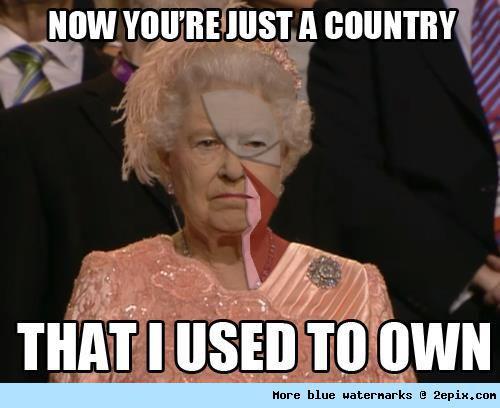 NOW YOU'RE JUST A COUNTRY
THAT I USED TO OWN
More blue watermarks @ 2epix.com